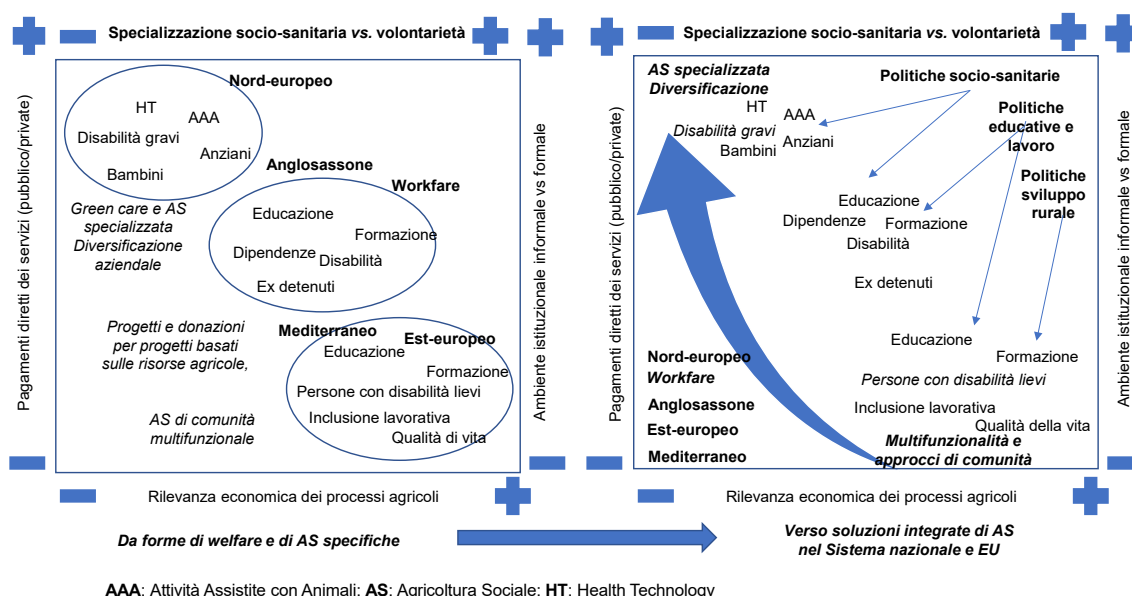 Specializzazione socio-sanitaria vs. volontarietà
Pagamenti diretti dei servizi (pubblico/private)
Nord-europeo
HT
AAA
Disabilità gravi
Anziani
Bambini
Anglosassone
Workfare
Green care e AS
specializzata
Diversificazione
aziendale
Educazione
Formazione
Dipendenze
Disabilità
Ex detenuti
Progetti e donazioni
per progetti basati
sulle risorse agricole,
Mediterraneo
Est-europeo
Educazione
Formazione
Persone con disabilità lievi
AS di comunità
multifunzionale
Inclusione lavorativa
Qualità di vita
Ambiente istituzionale informale vs formale
Rilevanza economica dei processi agricoli
Specializzazione socio-sanitaria vs. volontarietà
Pagamenti diretti dei servizi (pubblico/private)
AS specializzata
Diversificazione
HT
AAA
Disabilità gravi
Anziani
Bambini
Politiche socio-sanitarie
Politiche
educative e
lavoro
Politiche
sviluppo
rurale
Educazione
Dipendenze
Formazione
Disabilità
Ex detenuti
Educazione
Formazione
Nord-europeo
Workfare
Persone con disabilità lievi
Anglosassone
Inclusione lavorativa
Est-europeo
Qualità della vita
Mediterraneo
Multifunzionalità e
approcci di comunità
Ambiente istituzionale informale vs formale
Rilevanza economica dei processi agricoli
Da forme di welfare e di AS specifiche
Verso soluzioni integrate di AS
nel Sistema nazionale e EU
AAA: Attività Assistite con Animali; AS: Agricoltura Sociale; HT: Health Technology